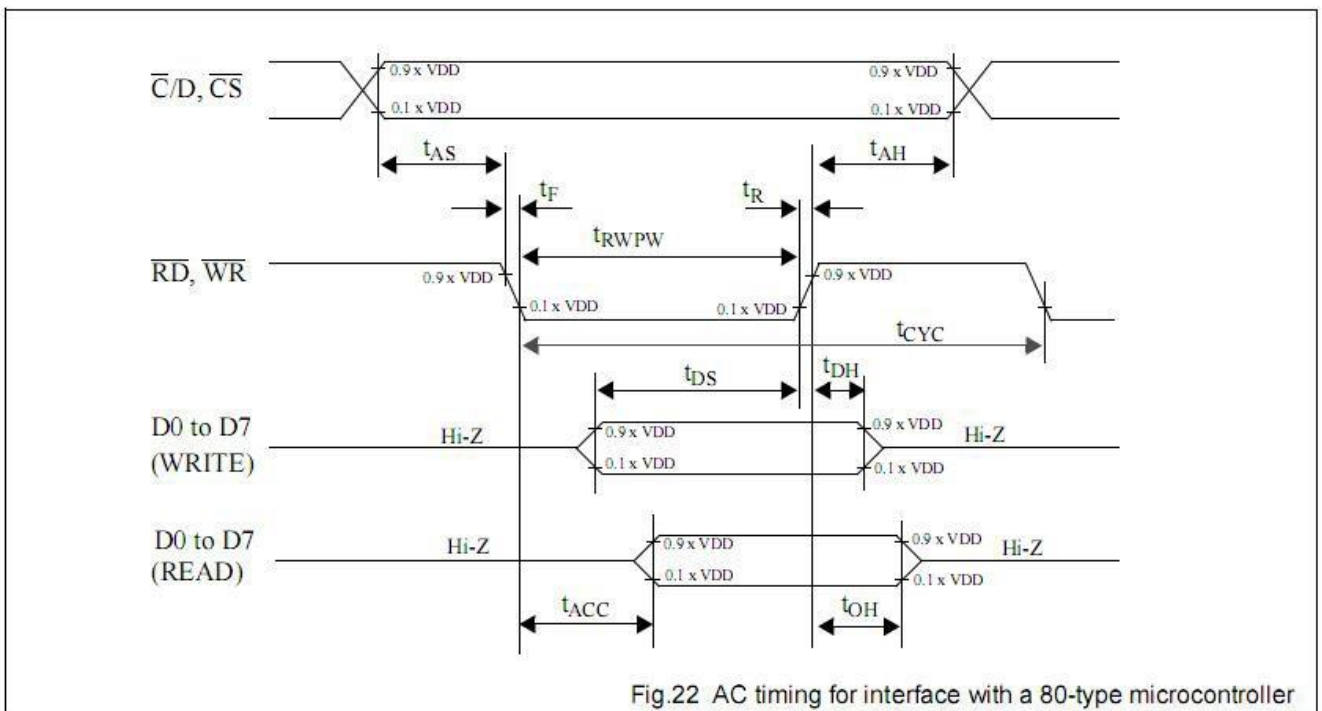 C̅/D, C̅S̅
0.9 x VDD
0.9 x VDD
0.1 x VDD
0.1 x VDD
tAS
tAH
tF
tR
tRWPW
R̅D̅, W̅R̅
0.9 x VDD
0.9 x VDD
0.1 x VDD
0.1 x VDD
tCYC
tDS
tDH
D0 to D7
(WRITE)
Hi-Z
0.9 x VDD
0.9 x VDD
Hi-Z
0.1 x VDD
0.1 x VDD
D0 to D7
(READ)
Hi-Z
0.9 x VDD
0.9 x VDD
Hi-Z
0.1 x VDD
0.1 x VDD
tACC
tOH
Fig.22 AC timing for interface with a 80-type microcontroller